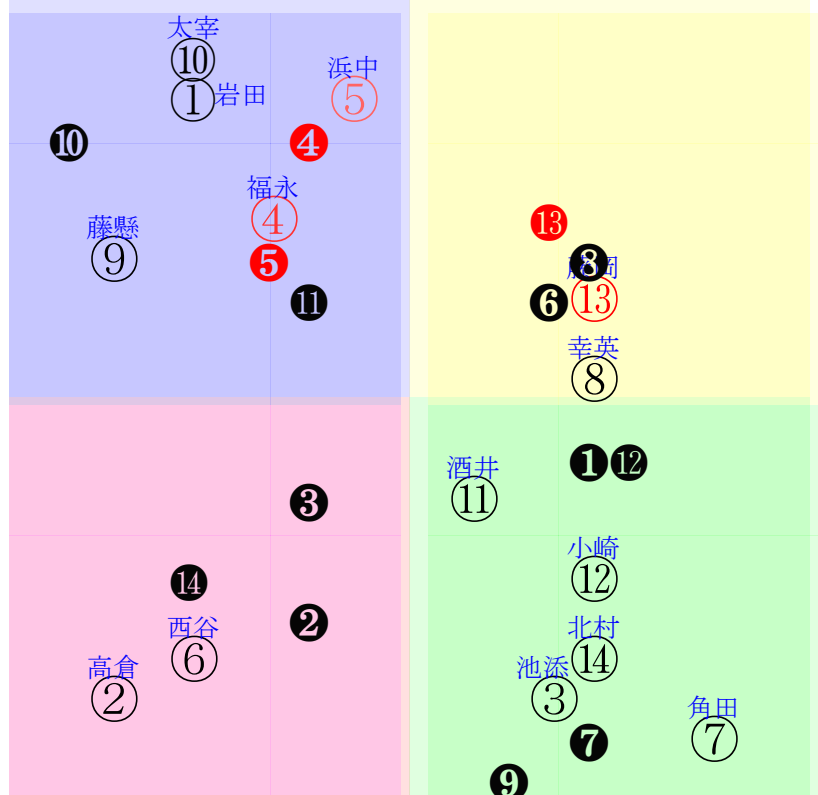 太宰
⑩
①岩田
浜中
⑤
❿
❹
福永
④
藤懸
⑨
❺
⓫
⓭
❽
❻
⑬
幸英
⑧
酒井
⑪
❶
⓬
❸
小崎
⑫
⓮
❷
西谷
⑥
北村
⑭
高倉
②
池添
③
角田
⑦
❼
❾